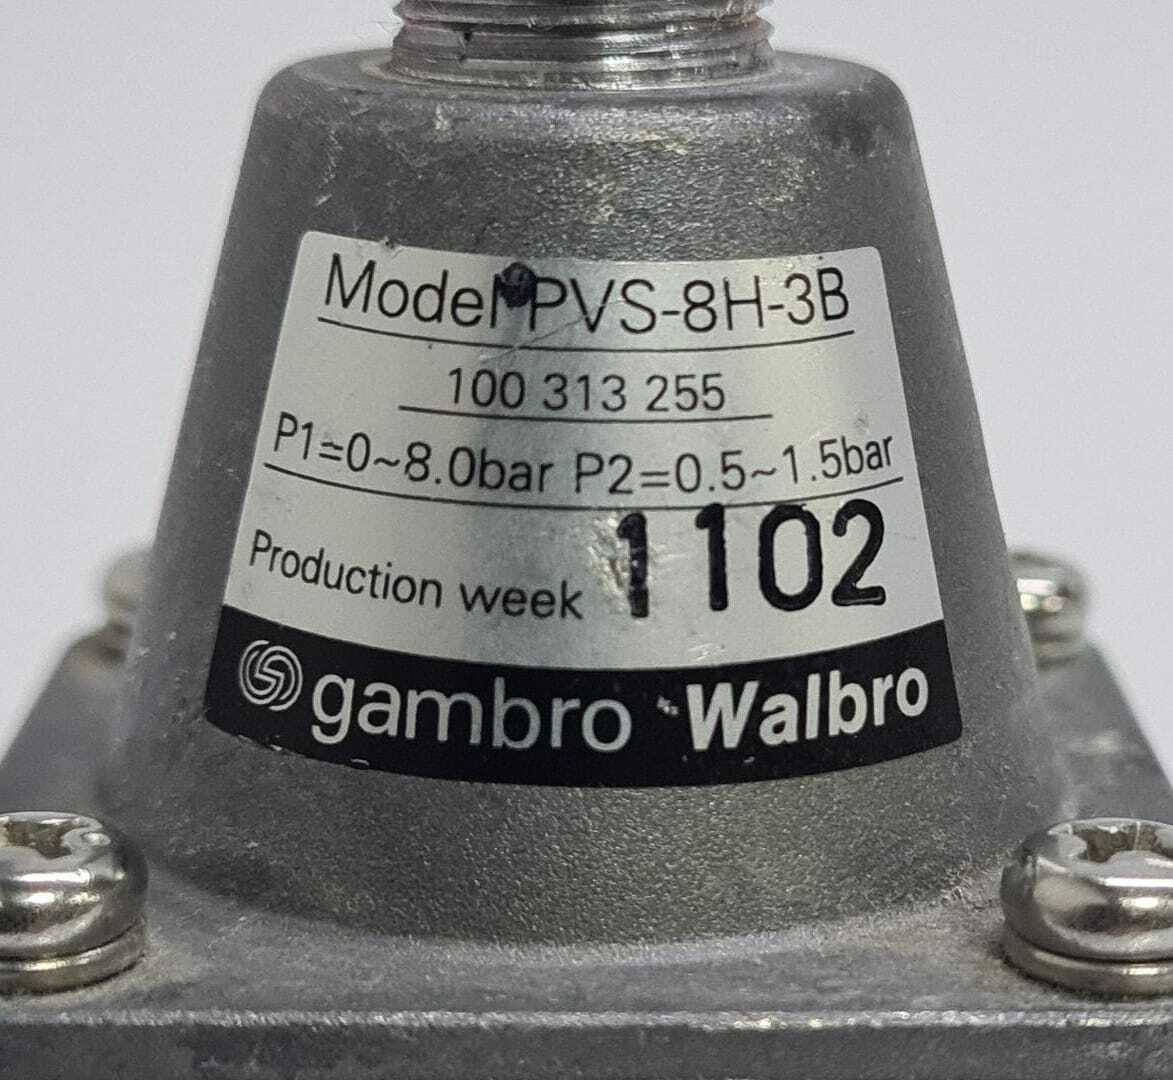 Model PVS-8H-3B
100 313 255
P1=0~8.0bar P2=0.5~1.5bar
Production week 1102
gambro Walbro